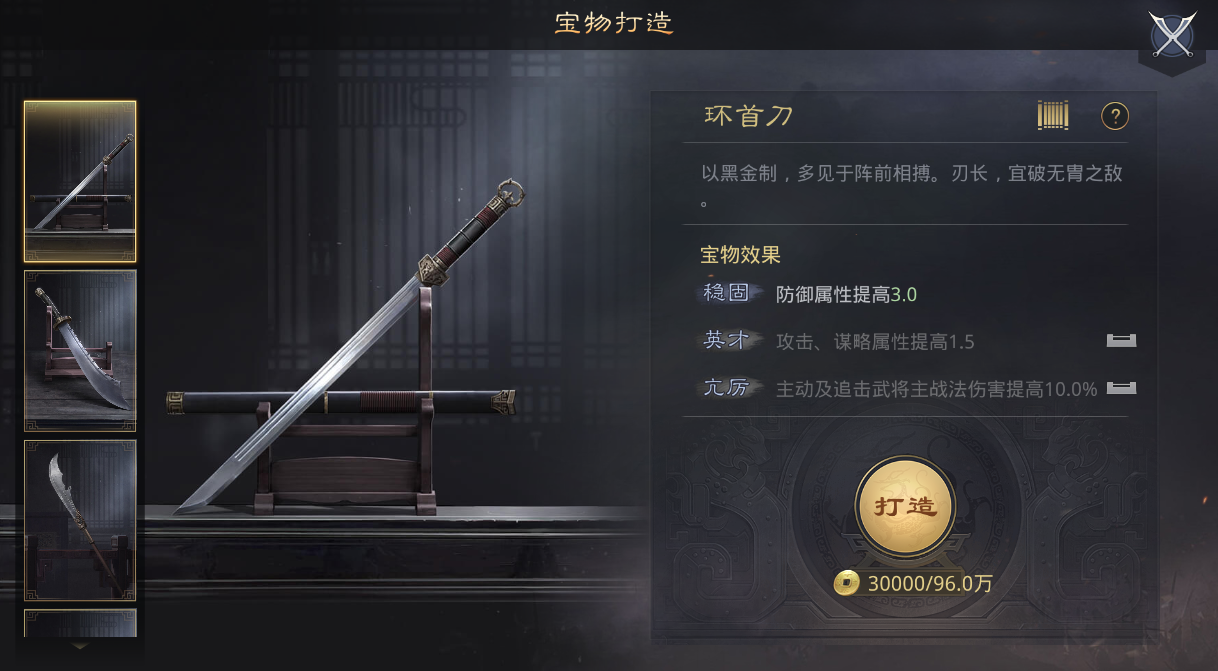 宝物打造
环首刀
?
以黑金制，多见于阵前相搏。刃长，宜破无胄之敌
。
宝物效果
稳固 防御属性提高3.0
英才 攻击、谋略属性提高1.5
亢厉 主动及追击武将主战法伤害提高10.0%
打造
30000/96.0万